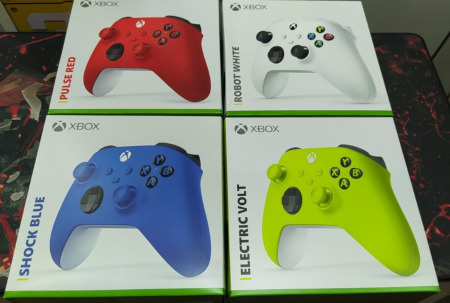 XBOX
PULSE RED
XBOX
ROBOT WHITE
XBOX
SHOCK BLUE
Y
X
B
A
XBOX
ELECTRIC VOLT
Y
X
B
A